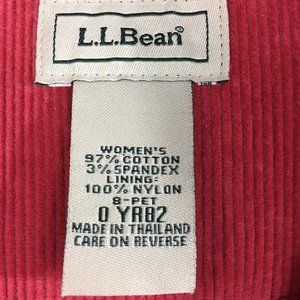 L.L.Bean®
WOMEN'S
97% COTTON
3% SPANDEX
LINING:
100% NYLON
8-PET
0 YR82
MADE IN THAILAND
CARE ON REVERSE